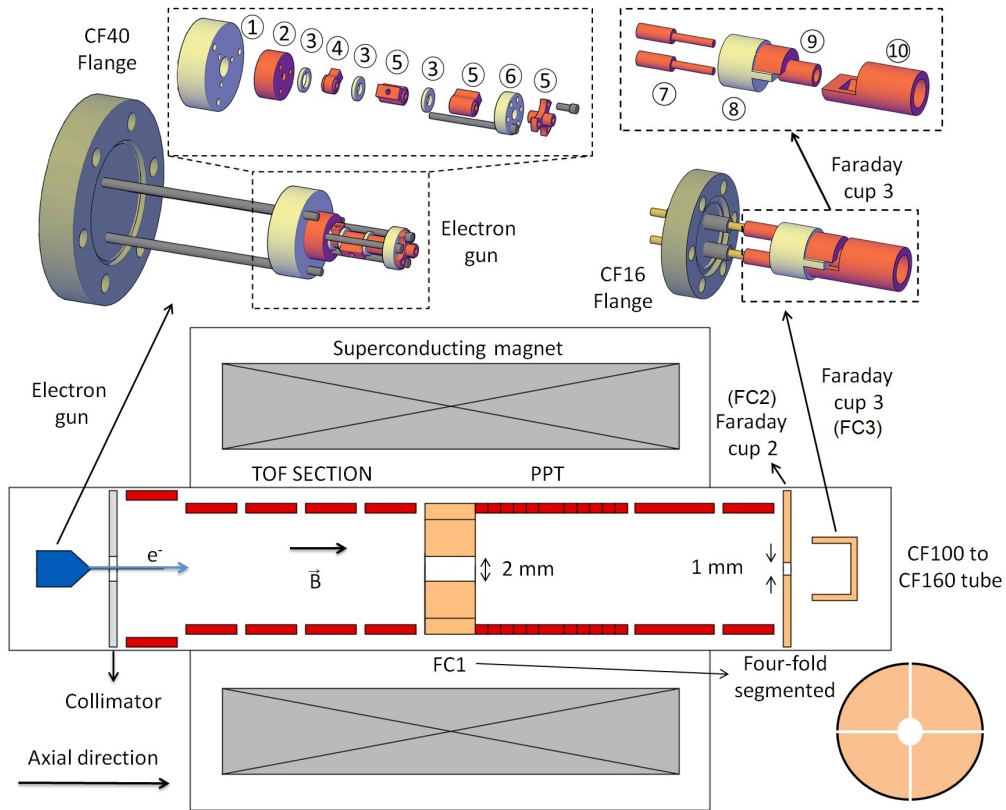 CF40
Flange
① ② ③ ④ ③ ⑤ ③ ⑤ ⑥ ⑤
Electron
gun
⑦ ⑧ ⑨ ⑩
Faraday
cup 3
CF16
Flange
Electron
gun
Superconducting magnet
(FC2)
Faraday
cup 2
Faraday
cup 3
(FC3)
TOF SECTION
PPT
e-
B
2 mm
1 mm
CF100 to
CF160 tube
Collimator
FC1
Four-fold
segmented
Axial direction